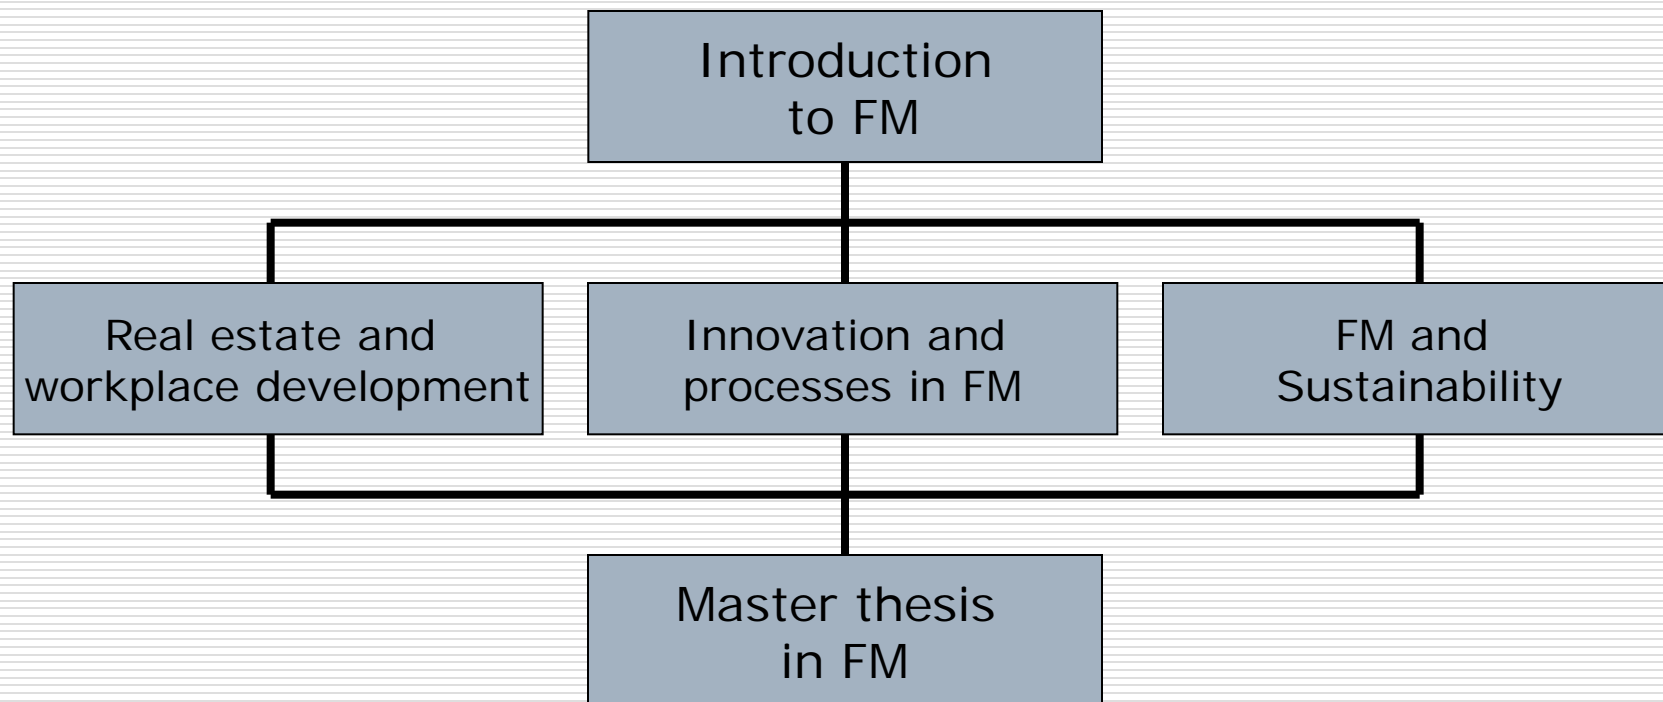 Introduction
to FM
Real estate and
workplace development
Innovation and
processes in FM
FM and
Sustainability
Master thesis
in FM